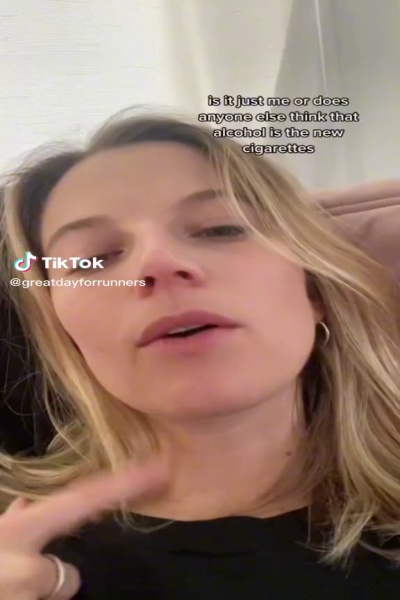 is it just me or does
anyone else think that
alcohol is the new
cigarettes
TikTok
@greatdayforrunners